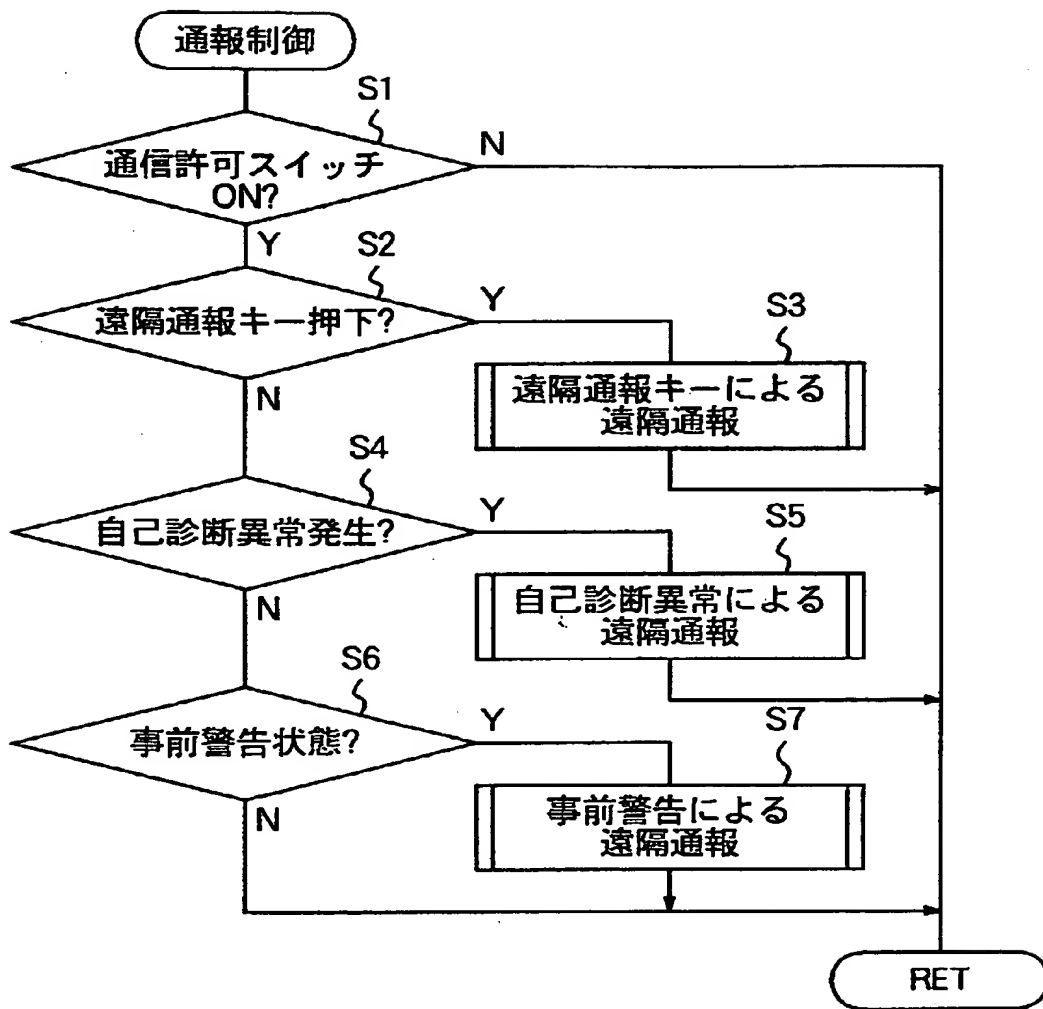 通報制御
S1
通信許可スイッチ
ON?
N
Y
S2
遠隔通報キー押下?
Y
N
S3
遠隔通報キーによる
遠隔通報
S4
自己診断異常発生?
Y
N
S5
自己診断異常による
遠隔通報
S6
事前警告状態?
Y
N
S7
事前警告による
遠隔通報
RET